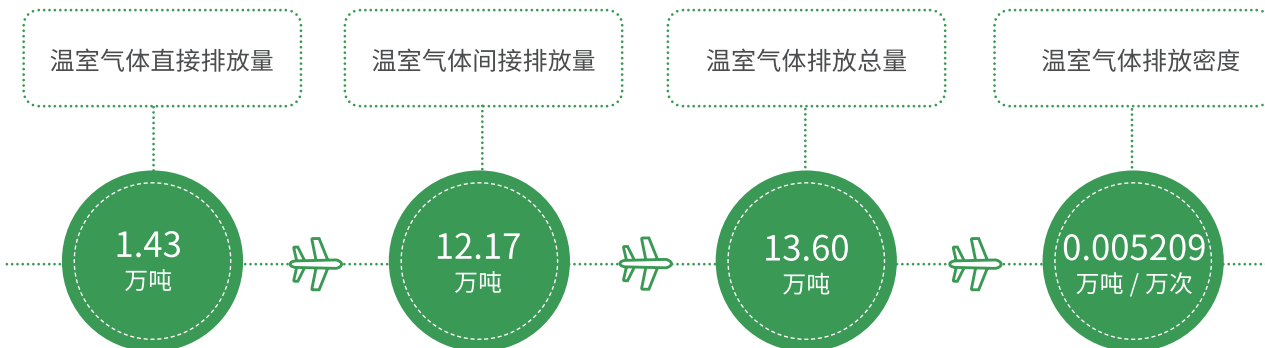 温室气体直接排放量
温室气体间接排放量
温室气体排放总量
温室气体排放密度
1.43
万吨
12.17
万吨
13.60
万吨
0.005209
万吨 / 万次